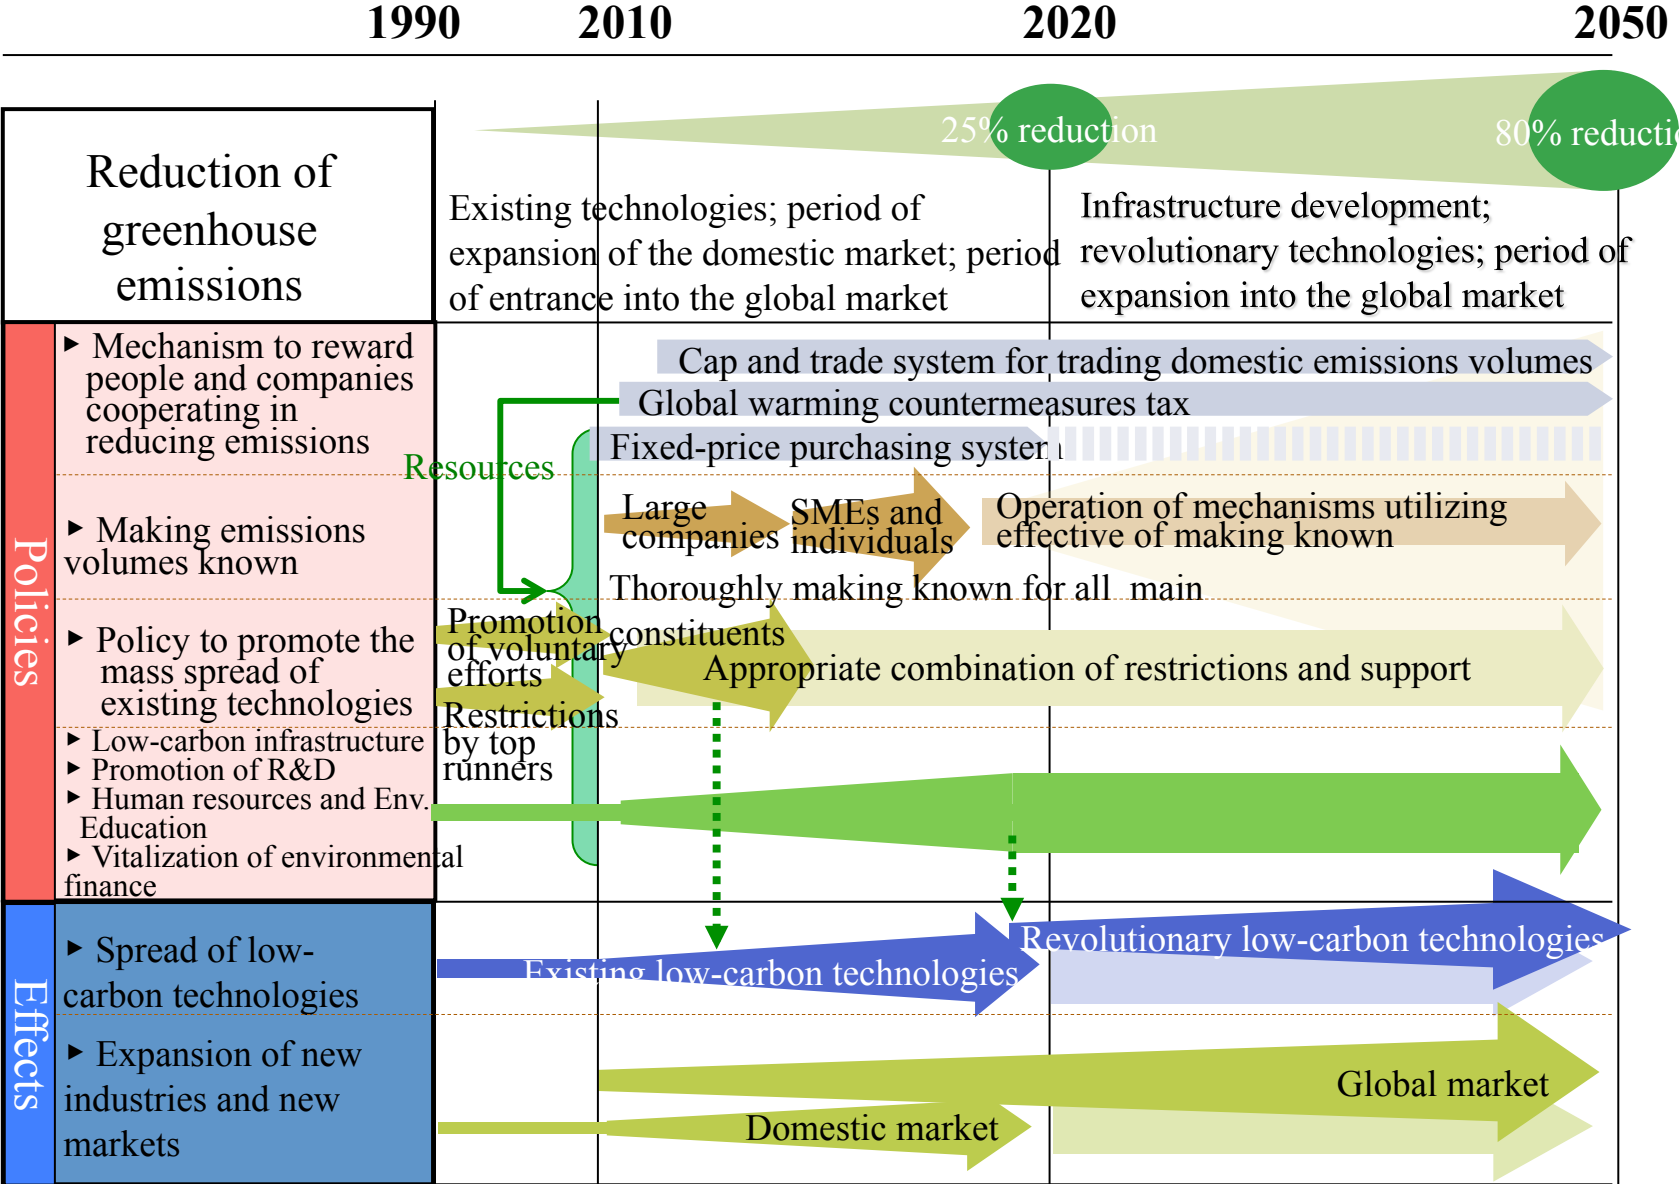 1990 2010 2020 2050
25% reduction
80% reductio
Reduction of
greenhouse
emissions
Existing technologies; period of
expansion of the domestic market; period
of entrance into the global market
Infrastructure development;
revolutionary technologies; period of
expansion into the global market
Policies
► Mechanism to reward
people and companies
cooperating in
reducing emissions
Cap and trade system for trading domestic emissions volumes
Global warming countermeasures tax
Fixed-price purchasing system
Resources
► Making emissions
volumes known
Large
companies
SMEs and
individuals
Operation of mechanisms utilizing
effective of making known
Thoroughly making known for all main
constituents
► Policy to promote the
mass spread of
existing technologies
Promotion
of voluntary
efforts
Restrictions
by top
runners
Appropriate combination of restrictions and support
► Low-carbon infrastructure
► Promotion of R&D
► Human resources and Env.
Education
► Vitalization of environmental
finance
Effects
► Spread of low-
carbon technologies
Existing low-carbon technologies
Revolutionary low-carbon technologies
► Expansion of new
industries and new
markets
Global market
Domestic market